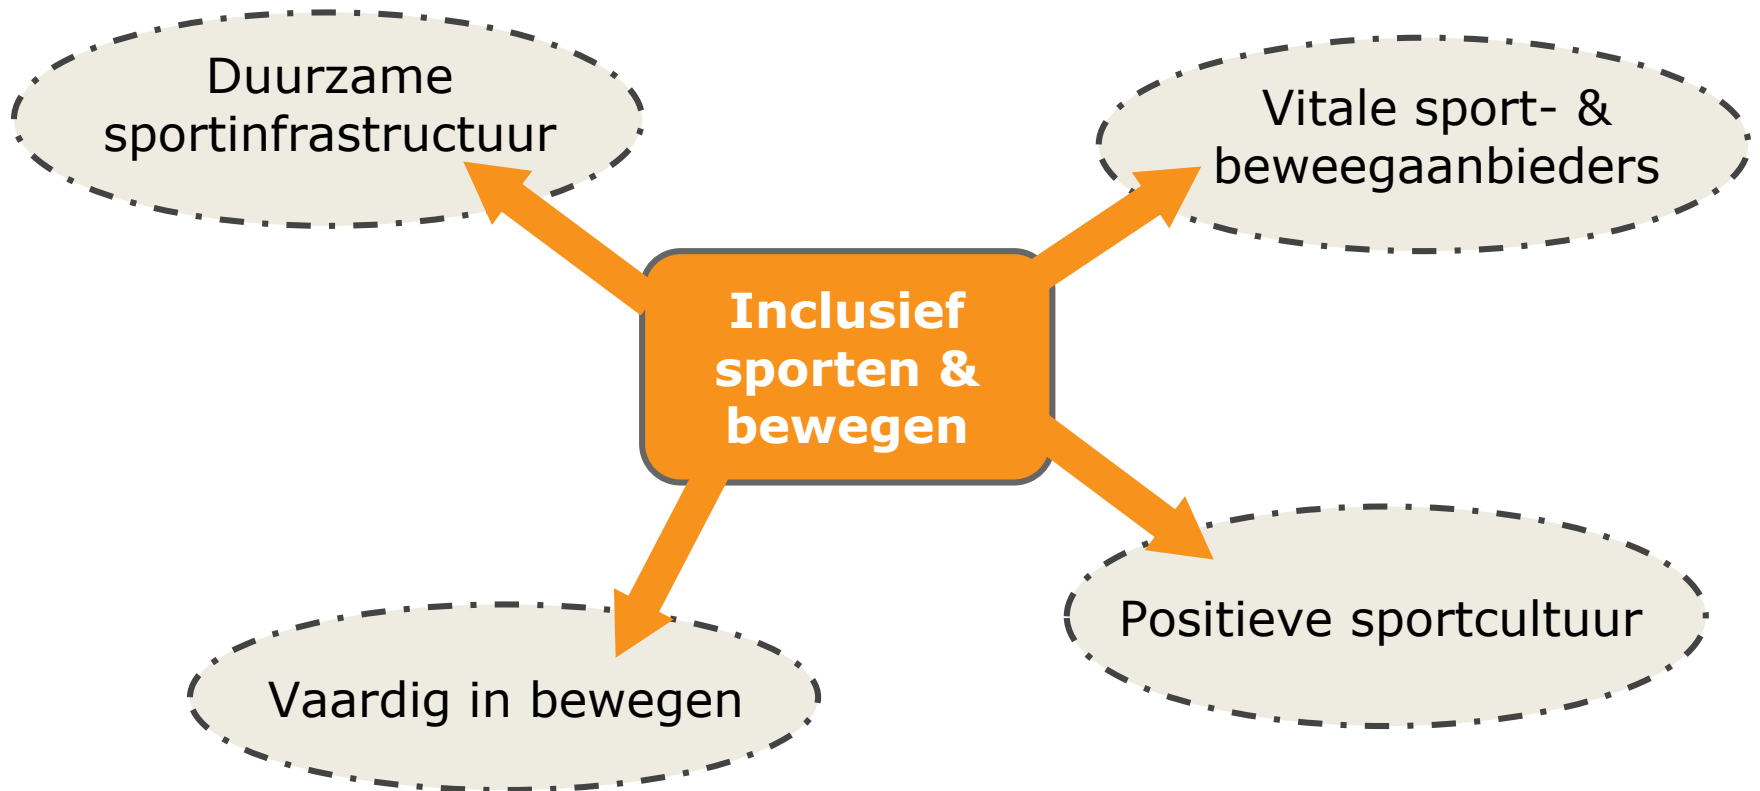 Duurzame
sportinfrastructuur
Vitale sport- &
beweegaanbieders
Inclusief
sporten &
bewegen
Positieve sportcultuur
Vaardig in bewegen